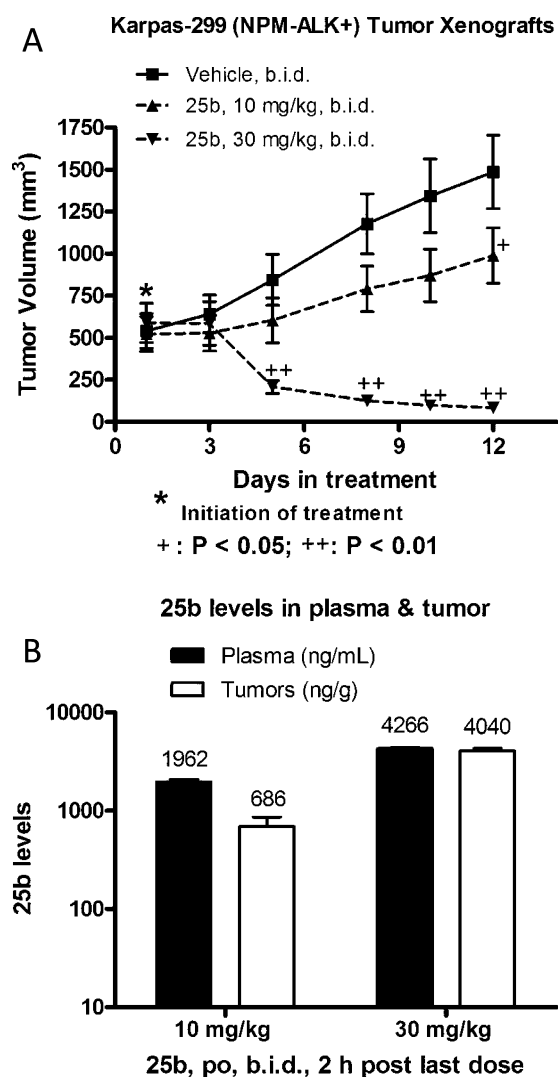 A
Karpas-299 (NPM-ALK+) Tumor Xenografts
Vehicle, b.i.d.
25b, 10 mg/kg, b.i.d.
25b, 30 mg/kg, b.i.d.
Tumor Volume (mm³)
1750
1500
1250
1000
750
500
250
0
*
+
++
++
++
++
0
3
6
9
12
Days in treatment
* Initiation of treatment
+ : P < 0.05; ++: P < 0.01
25b levels in plasma & tumor
B
Plasma (ng/mL)
Tumors (ng/g)
25b levels
10000
1000
100
10
1962
686
4266
4040
10 mg/kg
30 mg/kg
25b, po, b.i.d., 2 h post last dose